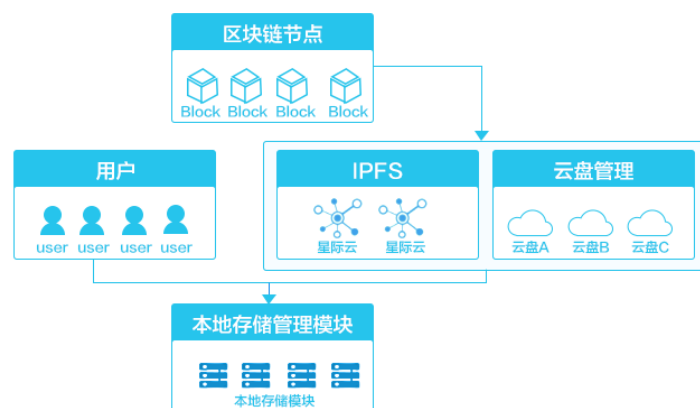 区块链节点
Block Block Block Block
用户
user user user user
IPFS
星际云 星际云
云盘管理
云盘A 云盘B 云盘C
本地存储管理模块
本地存储模块